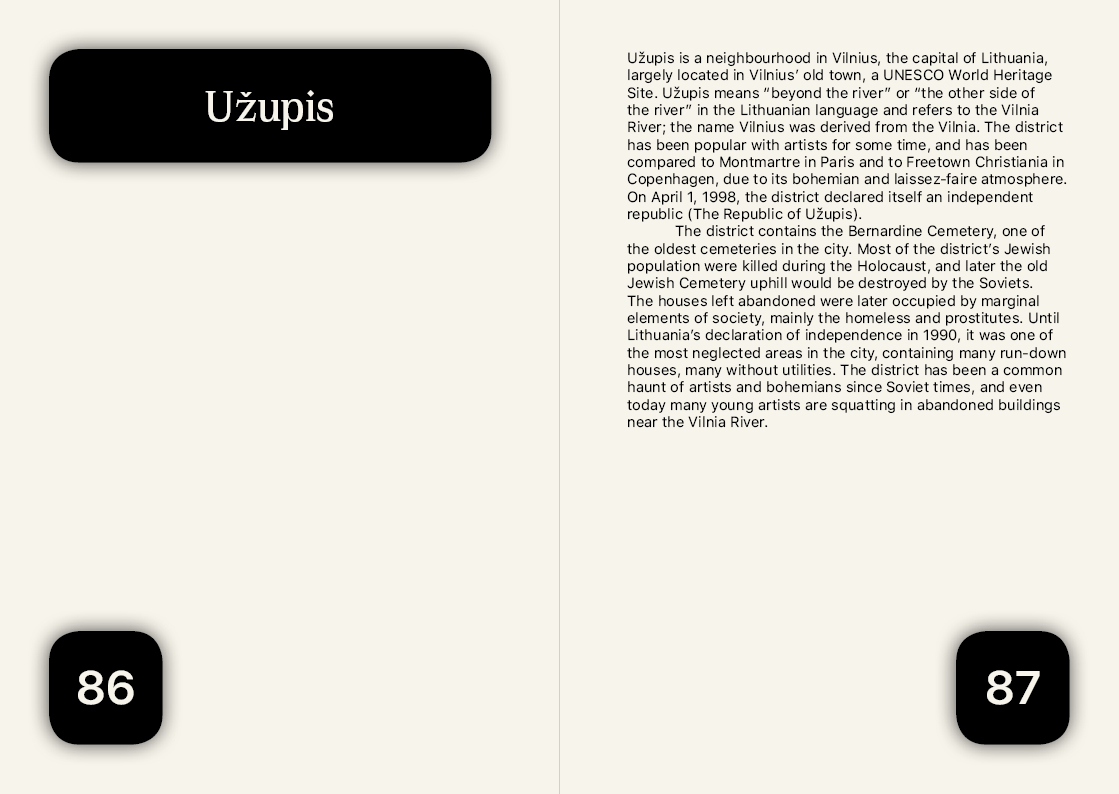 Užupis
86
Užupis is a neighbourhood in Vilnius, the capital of Lithuania,
largely located in Vilnius’ old town, a UNESCO World Heritage
Site. Užupis means “beyond the river” or “the other side of
the river” in the Lithuanian language and refers to the Vilnia
River; the name Vilnius was derived from the Vilnia. The district
has been popular with artists for some time, and has been
compared to Montmartre in Paris and to Freetown Christiania in
Copenhagen, due to its bohemian and laissez-faire atmosphere.
On April 1, 1998, the district declared itself an independent
republic (The Republic of Užupis).
The district contains the Bernardine Cemetery, one of
the oldest cemeteries in the city. Most of the district’s Jewish
population were killed during the Holocaust, and later the old
Jewish Cemetery uphill would be destroyed by the Soviets.
The houses left abandoned were later occupied by marginal
elements of society, mainly the homeless and prostitutes. Until
Lithuania’s declaration of independence in 1990, it was one of
the most neglected areas in the city, containing many run-down
houses, many without utilities. The district has been a common
haunt of artists and bohemians since Soviet times, and even
today many young artists are squatting in abandoned buildings
near the Vilnia River.
87